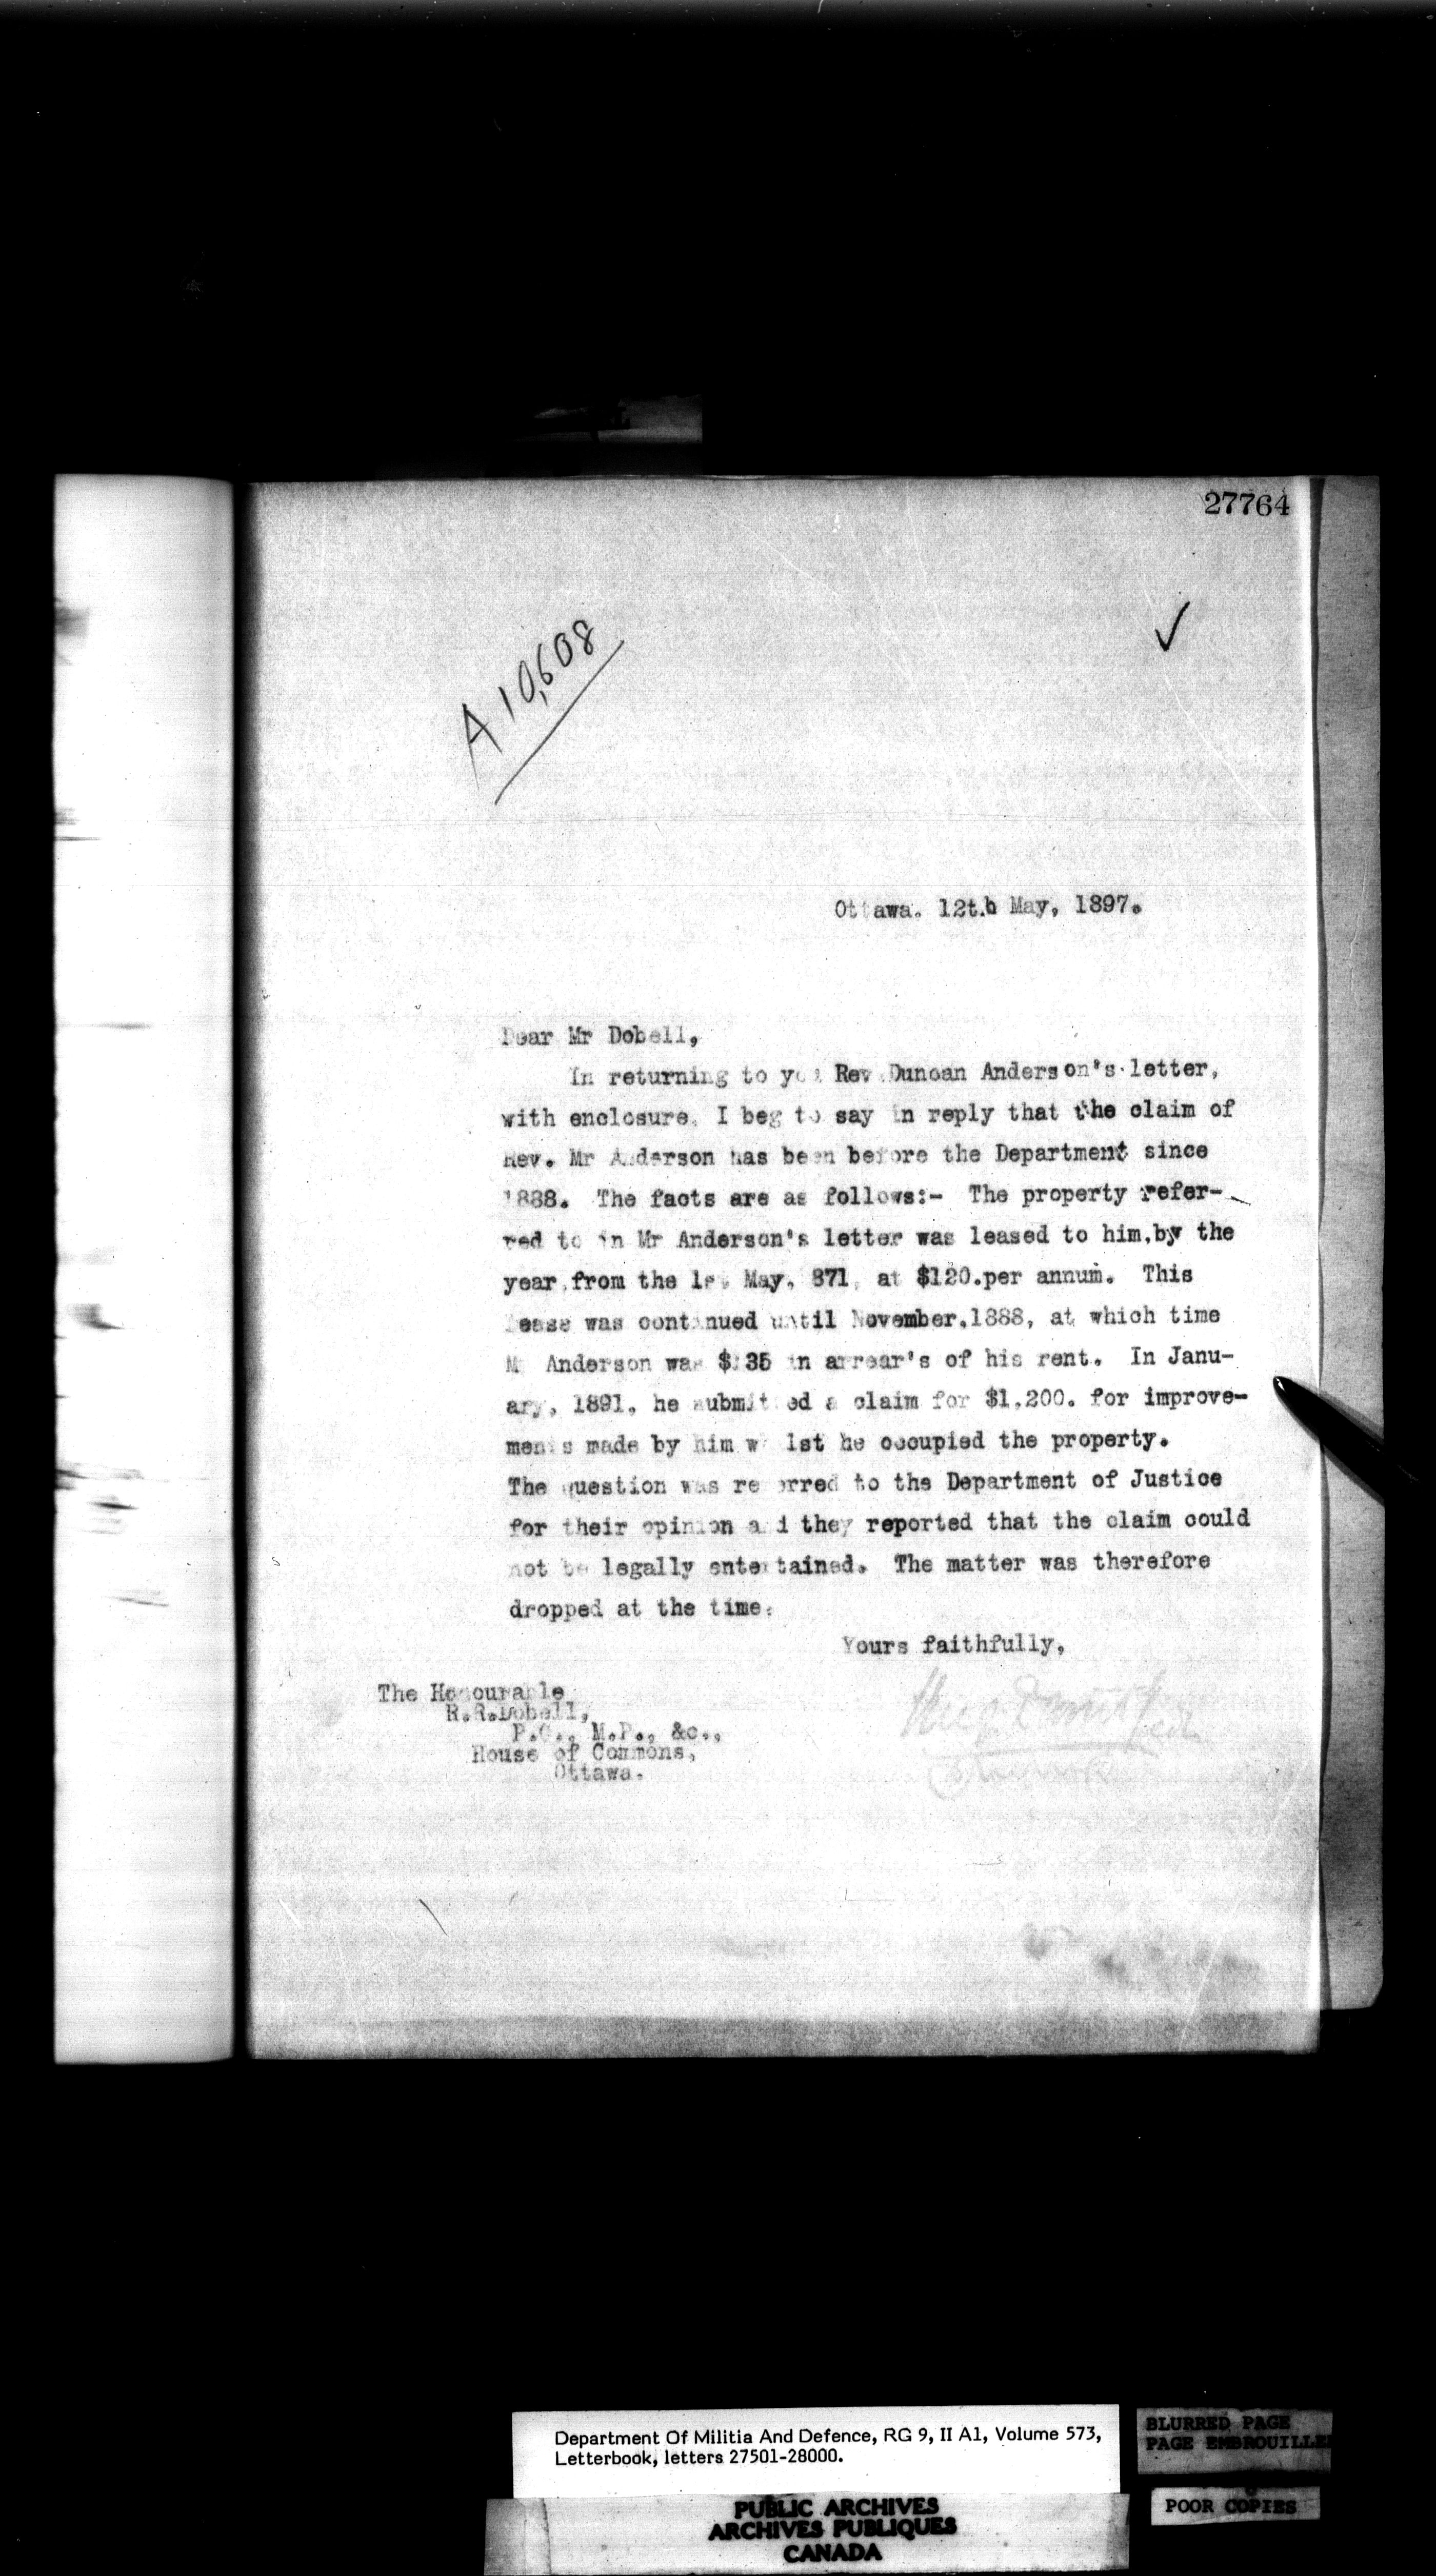 27764
A 10,608
Ottawa. 12th May, 1897.
Dear Mr Dobell,
In returning to you Rev. Duncan Anderson's letter,
with enclosure, I beg to say in reply that the claim of
Rev. Mr Anderson has been before the Department since
1888. The facts are as follows:- The property refer-
red to in Mr Anderson's letter was leased to him, by the
year, from the 1st May, 1871, at $120. per annum. This
lease was continued until November, 1888, at which time
Mr Anderson was in arrear's of his rent. In Janu-
ary, 1891, he submitted a claim for $1,200. for improve-
ments made by him whilst he occupied the property.
The question was referred to the Department of Justice
for their opinion and they reported that the claim could
not be legally entertained. The matter was therefore
dropped at the time.
Yours faithfully,
The Honourable
R.R.Dobell,
P.C., M.P., &c.,
House of Commons,
Ottawa.
Department Of Militia And Defence, RG 9, II A1, Volume 573,
Letterbook, letters 27501-28000.
BLURRED PAGE
PAGE EMBROUILLEE
POOR COPIES
PUBLIC ARCHIVES
ARCHIVES PUBLIQUES
CANADA